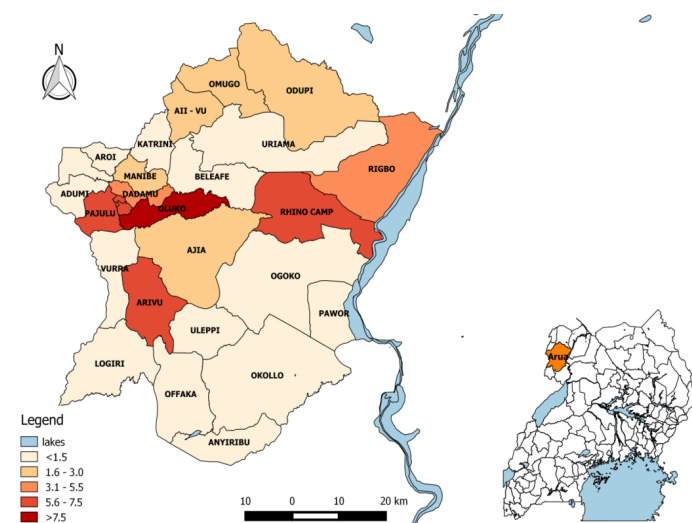 N
OMUGO
ODUPI
AII - VU
KATRINI
URIAMA
AROI
RIGBO
MANIBE
BELEAFE
ADUMI
DADAMU
OLUKO
PAJULU
RHINO CAMP
AJIA
VURRA
OGOKO
ARIVU
PAWOR
ULEPPI
Arua
LOGIRI
OKOLLO
OFFAKA
ANYIRIBU
Legend
lakes
<1.5
1.6 - 3.0
3.1 - 5.5
5.6 - 7.5
>7.5
10 0 10 20 km